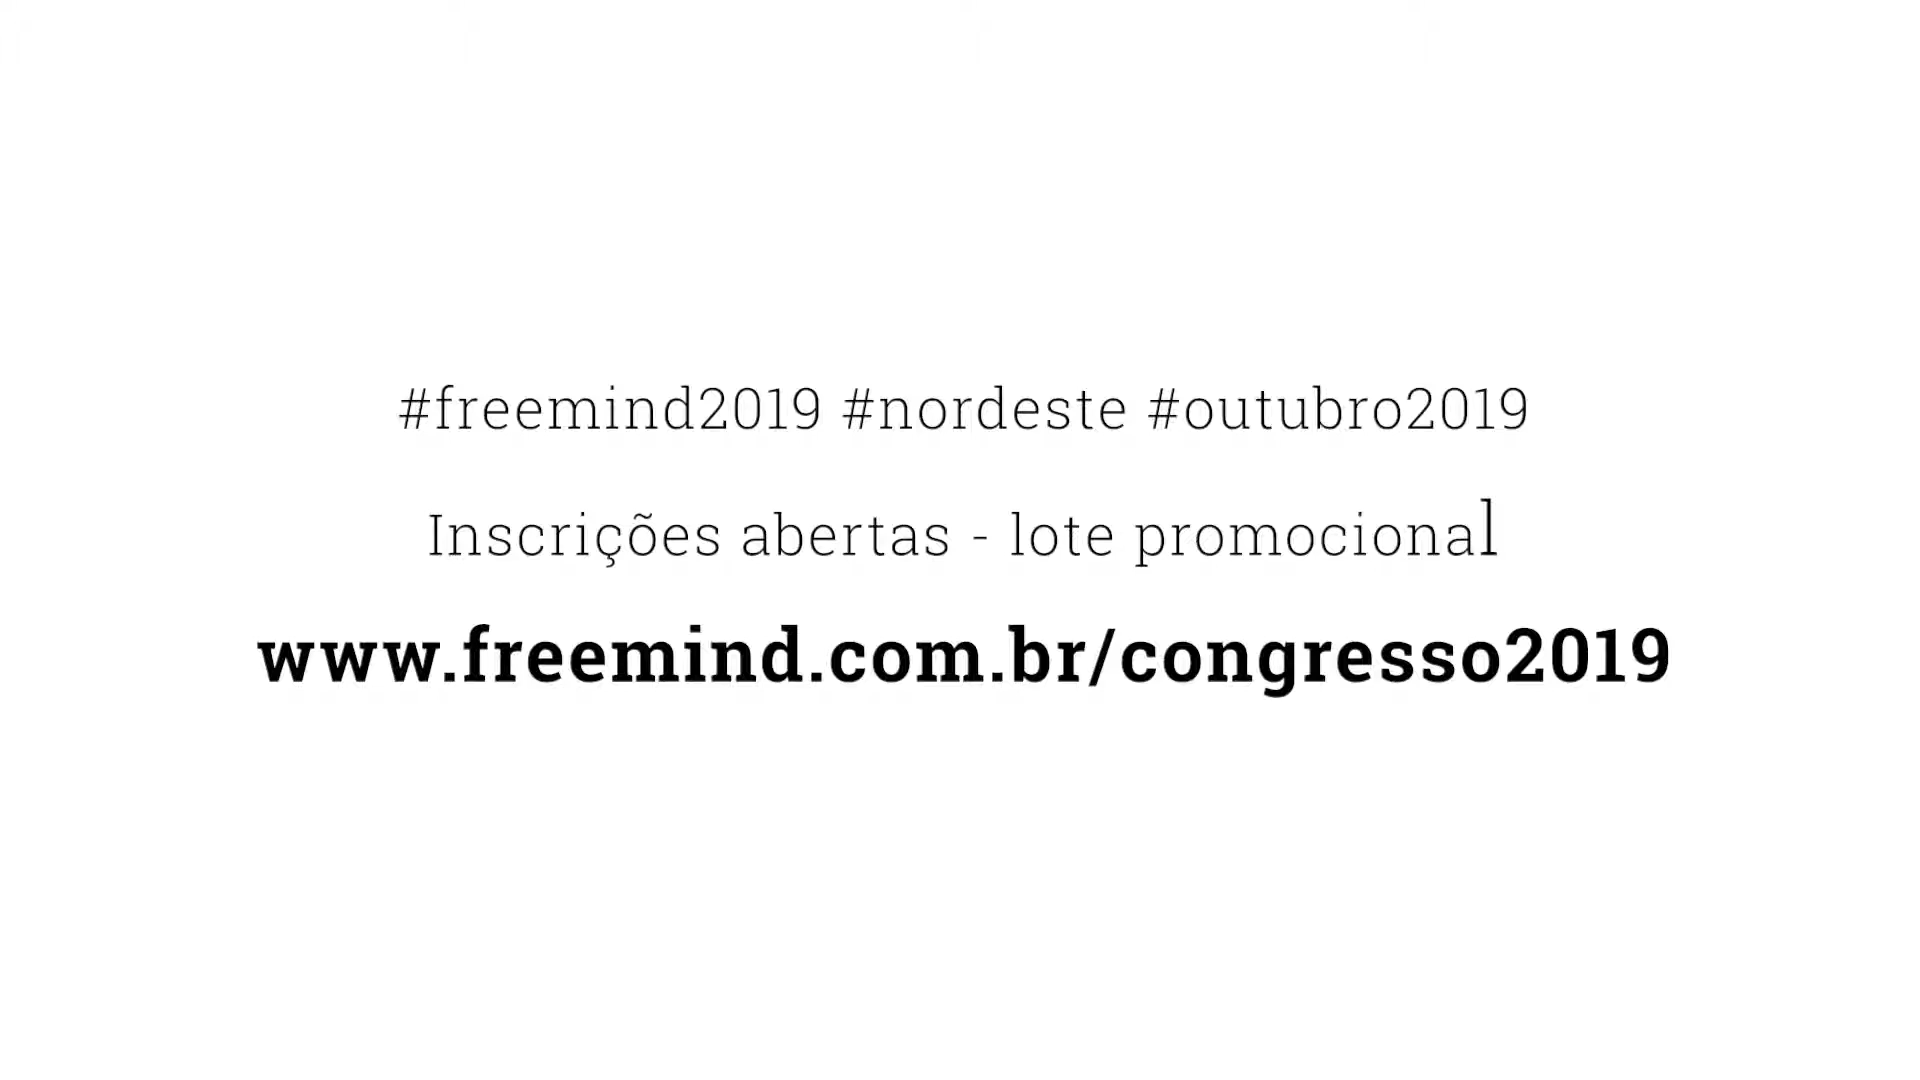 #freemind2019 #nordeste #outubro2019
Inscrições abertas - lote promocional
www.freemind.com.br/congresso2019